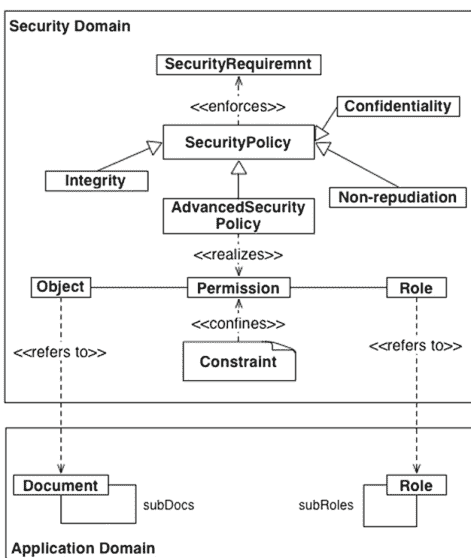 Security Domain
SecurityRequiremnt
<<enforces>>
Confidentiality
SecurityPolicy
Integrity
Non-repudiation
AdvancedSecurity
Policy
<<realizes>>
Object
Permission
Role
<<refers to>>
<<confines>>
<<refers to>>
Constraint
Document
subDocs
subRoles
Role
Application Domain